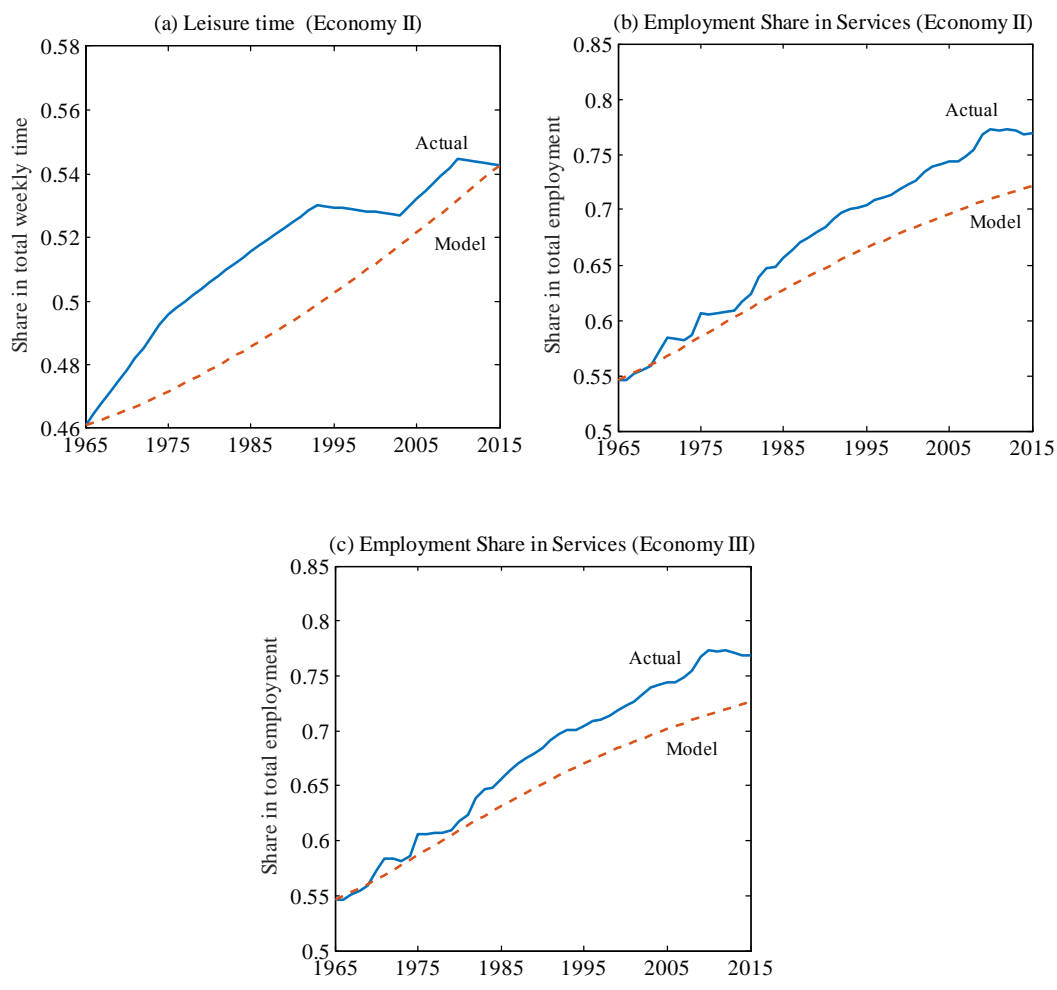 (a) Leisure time (Economy II)
0.58
0.56
0.54
0.52
0.5
0.48
0.46
Share in total weekly time
Actual
Model
1965 1975 1985 1995 2005 2015
(b) Employment Share in Services (Economy II)
0.85
0.8
0.75
0.7
0.65
0.6
0.55
0.5
Share in total employment
Actual
Model
1965 1975 1985 1995 2005 2015
(c) Employment Share in Services (Economy III)
0.85
0.8
0.75
0.7
0.65
0.6
0.55
0.5
Share in total employment
Actual
Model
1965 1975 1985 1995 2005 2015